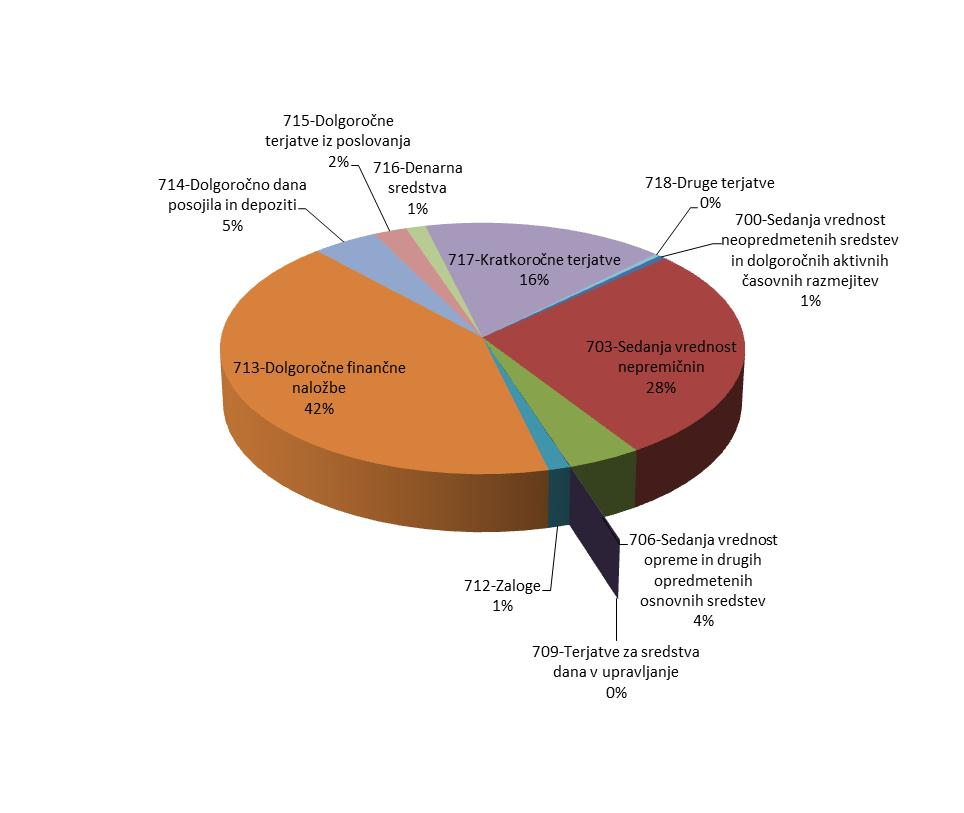 715-Dolgoročne
terjatve iz poslovanja
2%
716-Denarna
sredstva
1%
714-Dolgoročno dana
posojila in depoziti
5%
718-Druge terjatve
0%
700-Sedanja vrednost
neopredmetenih sredstev
in dolgoročnih aktivnih
časovnih razmejitev
1%
717-Kratkoročne terjatve
16%
703-Sedanja vrednost
nepremičnin
28%
713-Dolgoročne finančne
naložbe
42%
706-Sedanja vrednost
opreme in drugih
opredmetenih
osnovnih sredstev
4%
712-Zaloge
1%
709-Terjatve za sredstva
dana v upravljanje
0%